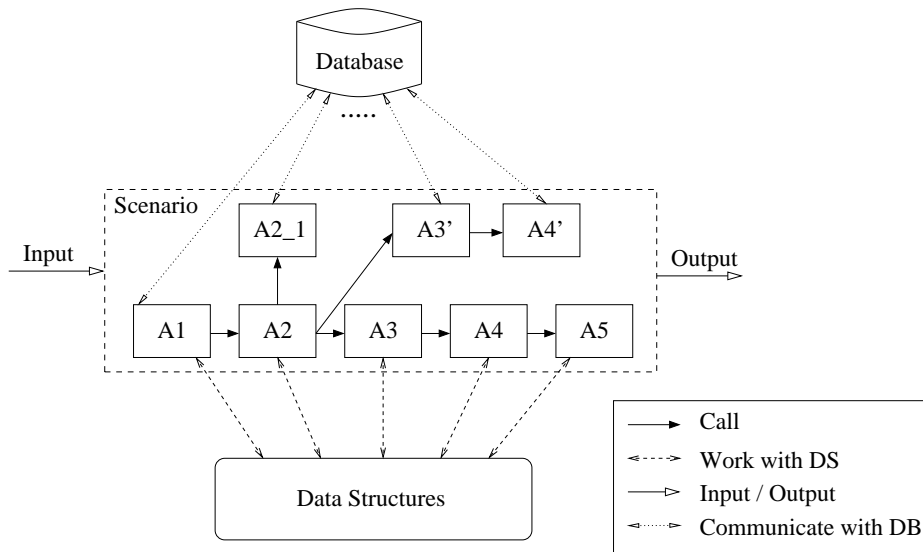 Database
.....
Scenario
A2_1
A3’
A4’
Input
Output
A1
A2
A3
A4
A5
Call
Work with DS
Data Structures
Input / Output
Communicate with DB